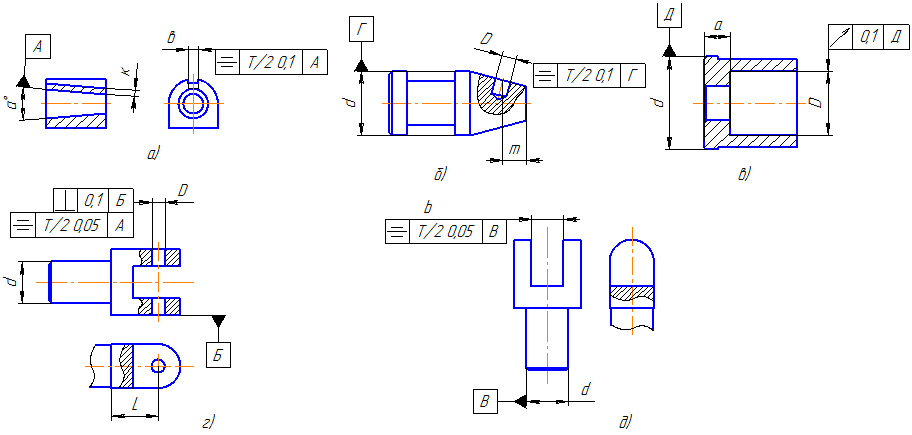 А
в
T/2 0,1 А
к
a°
а)
Г
D
T/2 0,1 Г
d
m
б)
Д
a
0,1 Д
d
D
в)
0,1 Б
D
T/2 0,05 А
d
Б
L
г)
b
T/2 0,05 В
В
d
д)